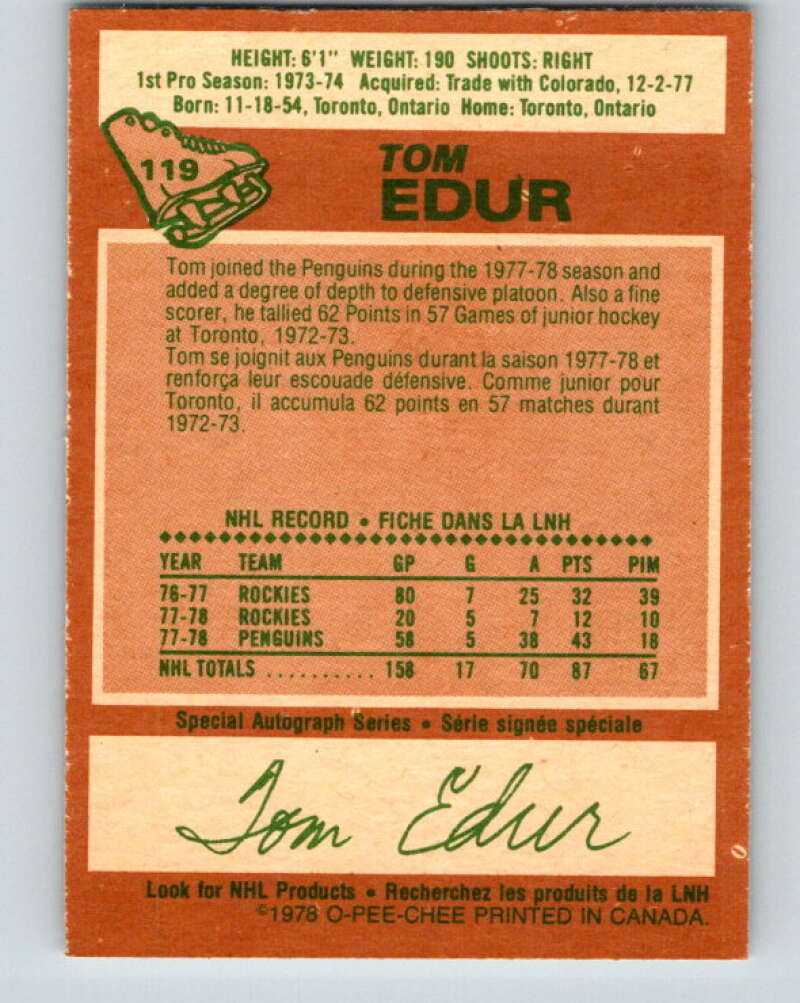 HEIGHT: 6'1" WEIGHT: 190 SHOOTS: RIGHT
1st Pro Season: 1973-74 Acquired: Trade with Colorado, 12-2-77
Born: 11-18-54, Toronto, Ontario Home: Toronto, Ontario
119
TOM
EDUR
Tom joined the Penguins during the 1977-78 season and
added a degree of depth to defensive platoon. Also a fine
scorer, he tallied 62 Points in 57 Games of junior hockey
at Toronto, 1972-73.
Tom se joignit aux Penguins durant la saison 1977-78 et
renforça leur escouade défensive. Comme junior pour
Toronto, il accumula 62 points en 57 matches durant
1972-73.
NHL RECORD • FICHE DANS LA LNH
YEAR TEAM GP G A PTS PIM
76-77 ROCKIES 80 7 25 32 39
77-78 ROCKIES 20 5 7 12 10
77-78 PENGUINS 58 5 38 43 18
NHL TOTALS .......... 158 17 70 87 67
Special Autograph Series • Série signée spéciale
Tom Edur
Look for NHL Products • Recherchez les produits de la LNH
©1978 O-PEE-CHEE PRINTED IN CANADA.